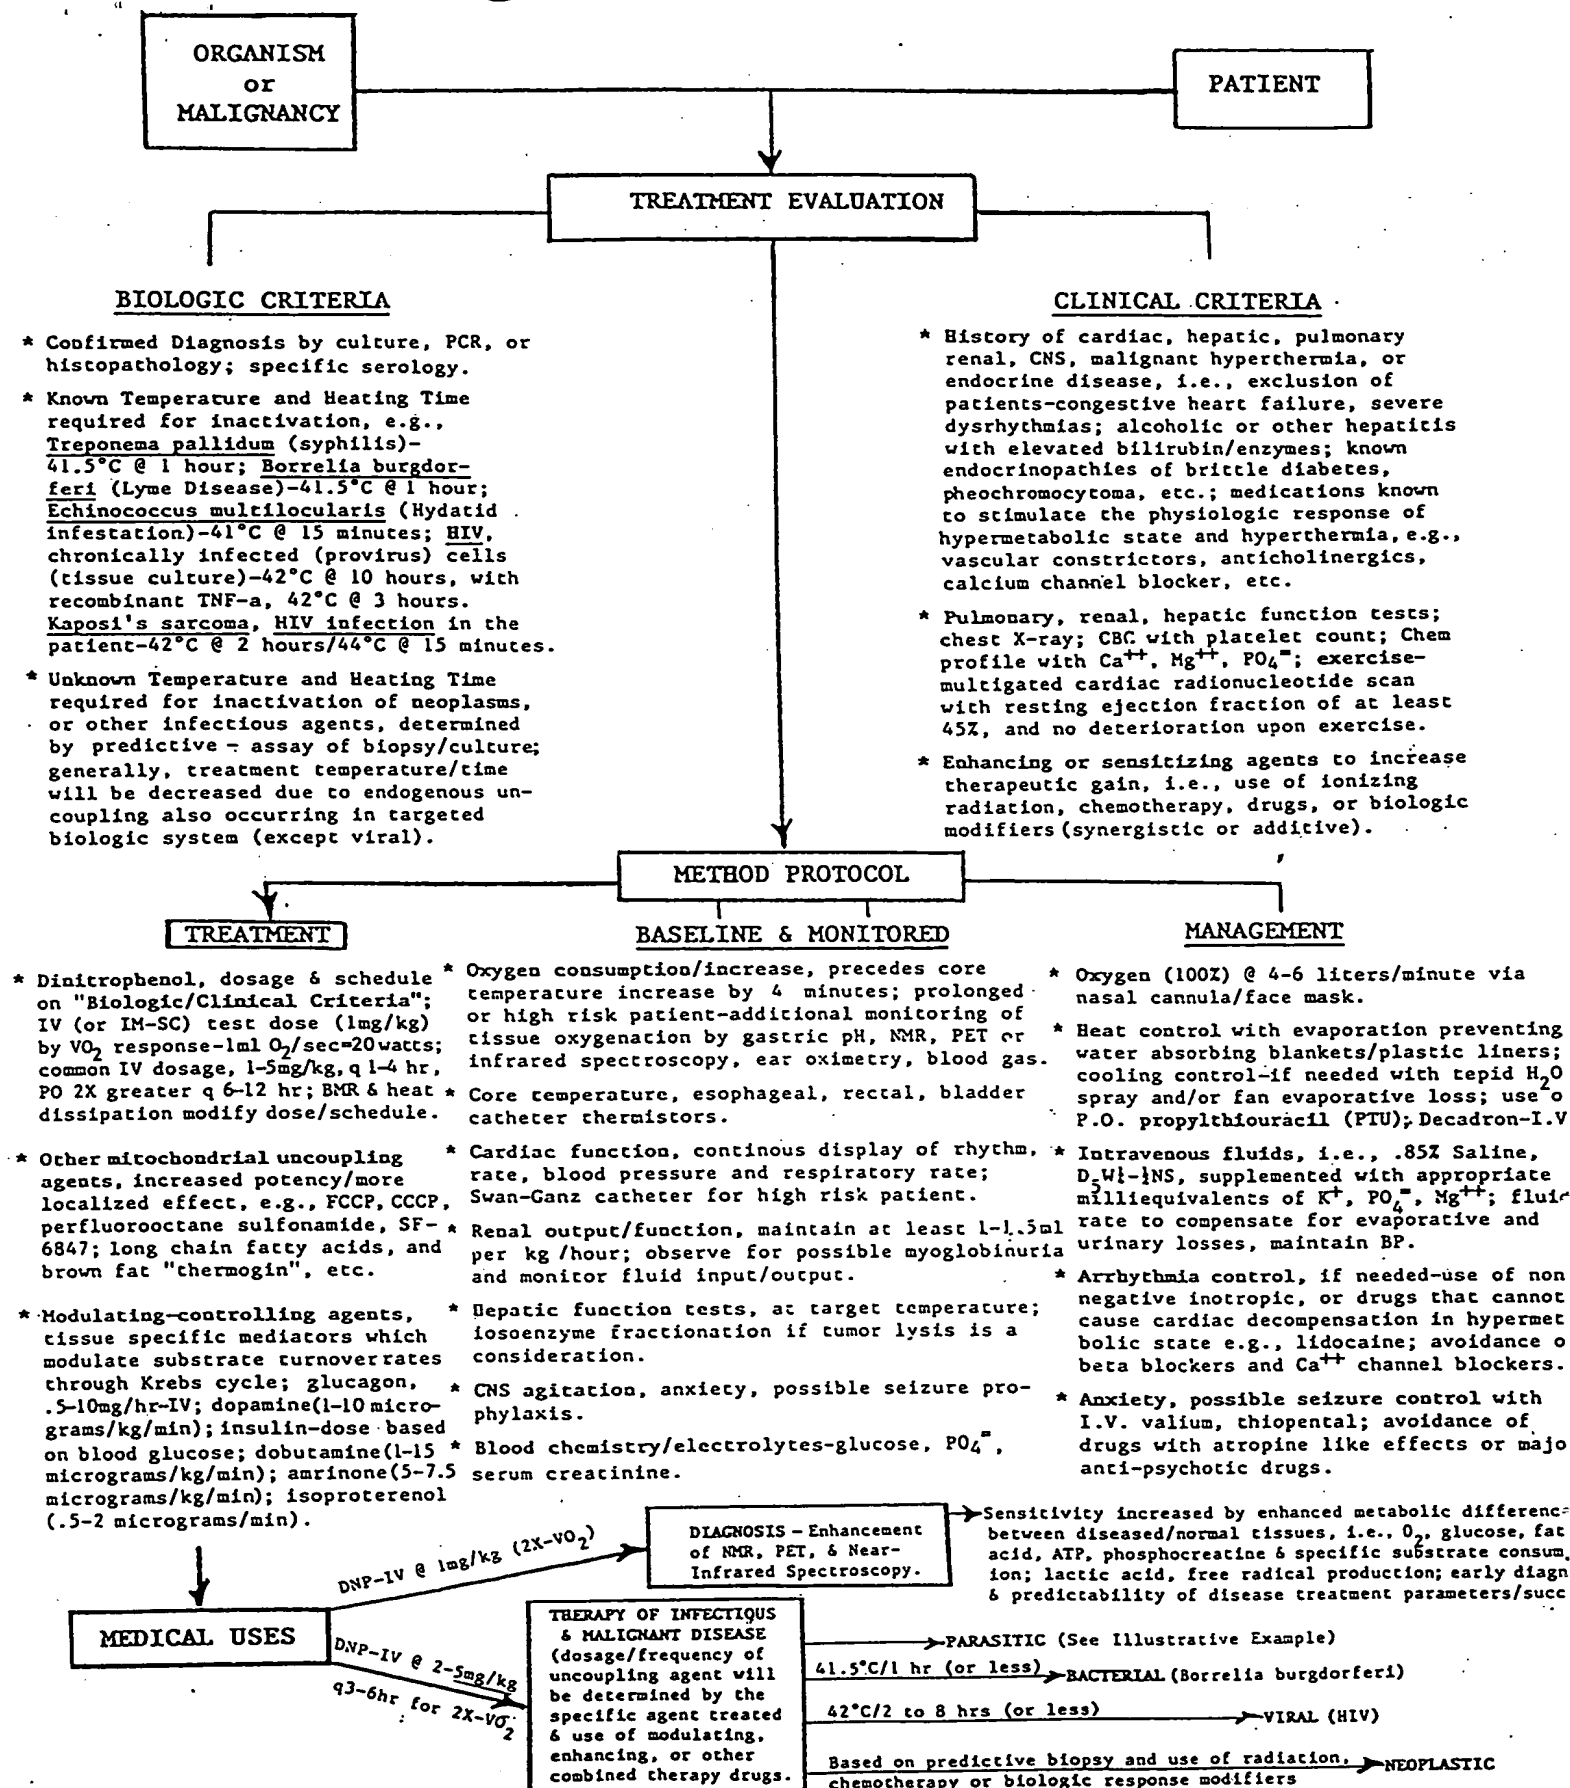 ORGANISM
or
MALIGNANCY
PATIENT
TREATMENT EVALUATION
BIOLOGIC CRITERIA
* Confirmed Diagnosis by culture, PCR, or
histopathology; specific serology.
* Known Temperature and Heating Time
required for inactivation, e.g.,
Treponema pallidum (syphilis)-
41.5°C @ 1 hour; Borrelia burgdor-
feri (Lyme Disease)-41.5°C @ 1 hour;
Echinococcus multilocularis (Hydatid
infestation)-41°C @ 15 minutes; HIV,
chronically infected (provirus) cells
(tissue culture)-42°C @ 10 hours, with
recombinant TNF-a, 42°C @ 3 hours.
Kaposi's sarcoma, HIV infection in the
patient-42°C @ 2 hours/44°C @ 15 minutes.
* Unknown Temperature and Heating Time
required for inactivation of neoplasms,
or other infectious agents, determined
by predictive - assay of biopsy/culture;
generally, treatment temperature/time
will be decreased due to endogenous un-
coupling also occurring in targeted
biologic system (except viral).
CLINICAL CRITERIA
* History of cardiac, hepatic, pulmonary
renal, CNS, malignant hyperthermia, or
endocrine disease, i.e., exclusion of
patients-congestive heart failure, severe
dysrhythmias; alcoholic or other hepatitis
with elevated bilirubin/enzymes; known
endocrinopathies of brittle diabetes,
pheochromocytoma, etc.; medications known
to stimulate the physiologic response of
hypermetabolic state and hyperthermia, e.g.,
vascular constrictors, anticholinergics,
calcium channel blocker, etc.
* Pulmonary, renal, hepatic function tests;
chest X-ray; CBC with platelet count; Chem
profile with Ca++, Mg++, PO4=; exercise-
multigated cardiac radionucleotide scan
with resting ejection fraction of at least
45%, and no deterioration upon exercise.
* Enhancing or sensitizing agents to increase
therapeutic gain, i.e., use of ionizing
radiation, chemotherapy, drugs, or biologic
modifiers (synergistic or additive).
METHOD PROTOCOL
TREATMENT
* Dinitrophenol, dosage & schedule
on "Biologic/Clinical Criteria";
IV (or IM-SC) test dose (1mg/kg)
by VO2 response-1ml O2/sec=20watts;
common IV dosage, 1-5mg/kg, q 1-4 hr,
PO 2X greater q 6-12 hr; BMR & heat
dissipation modify dose/schedule.
* Other mitochondrial uncoupling
agents, increased potency/more
localized effect, e.g., FCCP, CCCP,
perfluorooctane sulfonamide, SF-
6847; long chain fatty acids, and
brown fat "thermogin", etc.
* Modulating-controlling agents,
tissue specific mediators which
modulate substrate turnover rates
through Krebs cycle; glucagon,
.5-10mg/hr-IV; dopamine(1-10 micro-
grams/kg/min); insulin-dose based
on blood glucose; dobutamine(1-15
micrograms/kg/min); amrinone(5-7.5
micrograms/kg/min); isoproterenol
(.5-2 micrograms/min).
BASELINE & MONITORED
* Oxygen consumption/increase, precedes core
temperature increase by 4 minutes; prolonged
or high risk patient-additional monitoring of
tissue oxygenation by gastric pH, NMR, PET or
infrared spectroscopy, ear oximetry, blood gas.
* Core temperature, esophageal, rectal, bladder
catheter thermistors.
* Cardiac function, continous display of rhythm,
rate, blood pressure and respiratory rate;
Swan-Ganz catheter for high risk patient.
* Renal output/function, maintain at least 1-1.5ml
per kg /hour; observe for possible myoglobinuria
and monitor fluid input/output.
* Hepatic function tests, at target temperature;
iosoenzyme fractionation if tumor lysis is a
consideration.
* CNS agitation, anxiety, possible seizure pro-
phylaxis.
* Blood chemistry/electrolytes-glucose, PO4=,
serum creatinine.
MANAGEMENT
* Oxygen (100%) @ 4-6 liters/minute via
nasal cannula/face mask.
* Heat control with evaporation preventing
water absorbing blankets/plastic liners;
cooling control-if needed with tepid H2O
spray and/or fan evaporative loss; use o
P.O. propylthiouracil (PTU); Decadron-I.V
* Intravenous fluids, i.e., .85% Saline,
D5W¼-½NS, supplemented with appropriate
milliequivalents of K+, PO4=, Mg++; fluid
rate to compensate for evaporative and
urinary losses, maintain BP.
* Arrhythmia control, if needed-use of non
negative inotropic, or drugs that cannot
cause cardiac decompensation in hypermet
bolic state e.g., lidocaine; avoidance o
beta blockers and Ca++ channel blockers.
* Anxiety, possible seizure control with
I.V. valium, thiopental; avoidance of
drugs with atropine like effects or majo
anti-psychotic drugs.
MEDICAL USES
DNP-IV @ 1mg/kg (2X-VO2)
DIAGNOSIS - Enhancement
of NMR, PET, & Near-
Infrared Spectroscopy.
Sensitivity increased by enhanced metabolic differenc
between diseased/normal tissues, i.e., O2, glucose, fat
acid, ATP, phosphocreatine & specific substrate consum
ion; lactic acid, free radical production; early diagn
& predictability of disease treatment parameters/succ
DNP-IV @ 2-5mg/kg
q3-6hr for 2X-VO2
THERAPY OF INFECTIOUS
& MALIGNANT DISEASE
(dosage/frequency of
uncoupling agent will
be determined by the
specific agent treated
& use of modulating,
enhancing, or other
combined therapy drugs.
PARASITIC (See Illustrative Example)
41.5°C/1 hr (or less) BACTERIAL (Borrelia burgdorferi)
42°C/2 to 8 hrs (or less) VIRAL (HIV)
Based on predictive biopsy and use of radiation, NEOPLASTIC
chemotherapy or biologic response modifiers